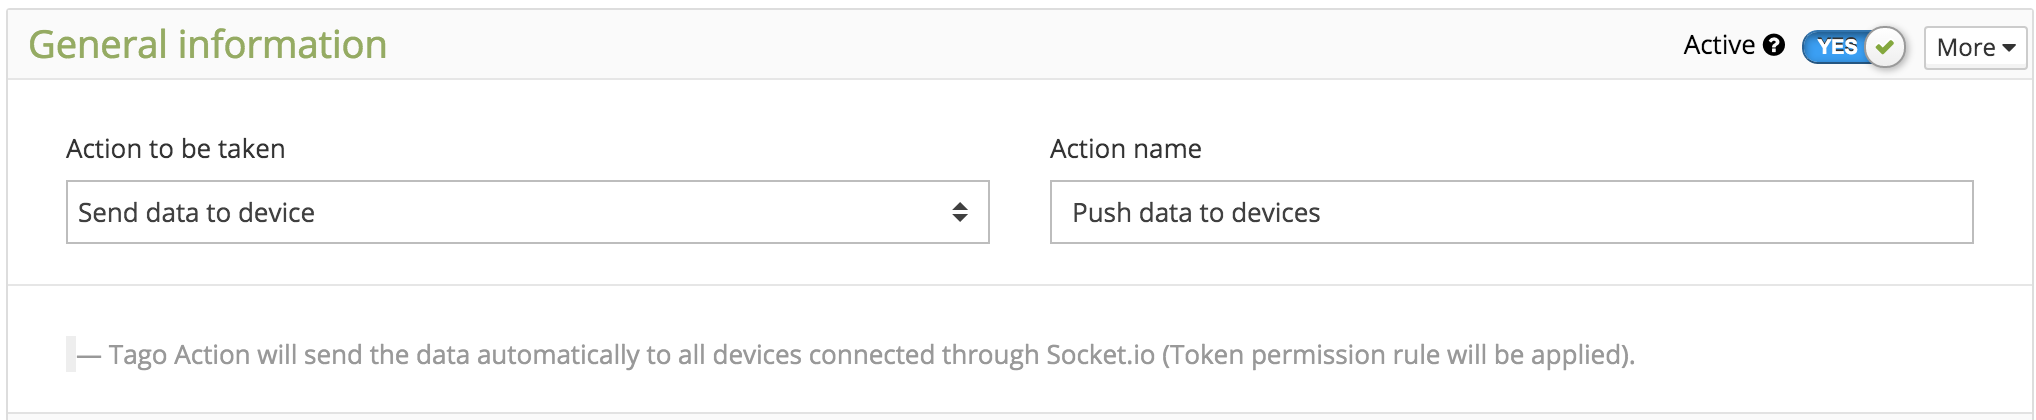 General information
Active
YES
More
Action to be taken
Action name
Send data to device
Push data to devices
— Tago Action will send the data automatically to all devices connected through Socket.io (Token permission rule will be applied).